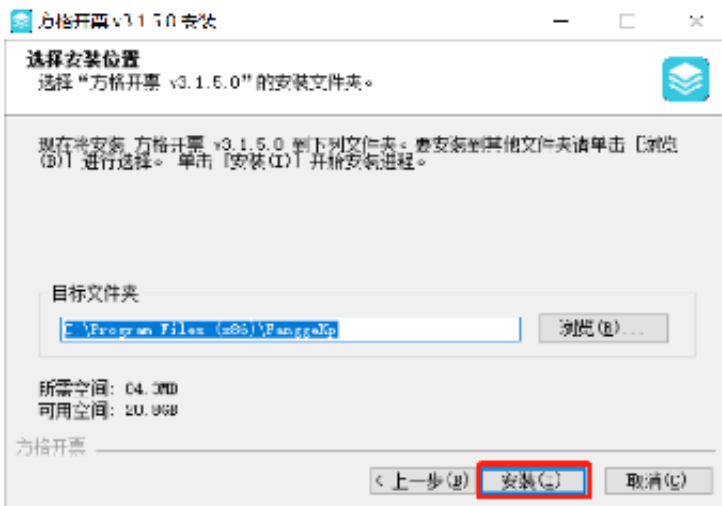 方格开票 v3.1.5.0 安装
选择安装位置
选择“方格开票 v3.1.5.0”的安装文件夹。
现在将安装 方格开票 v3.1.5.0 到下列文件夹。要安装到其他文件夹请单击 [浏览
(B)] 进行选择。 单击 [安装(I)] 开始安装进程。
目标文件夹
C:\Program Files (x86)\FanggeKp
浏览(B)...
所需空间:
可用空间:
方格开票
< 上一步(B)
安装(I)
取消(C)